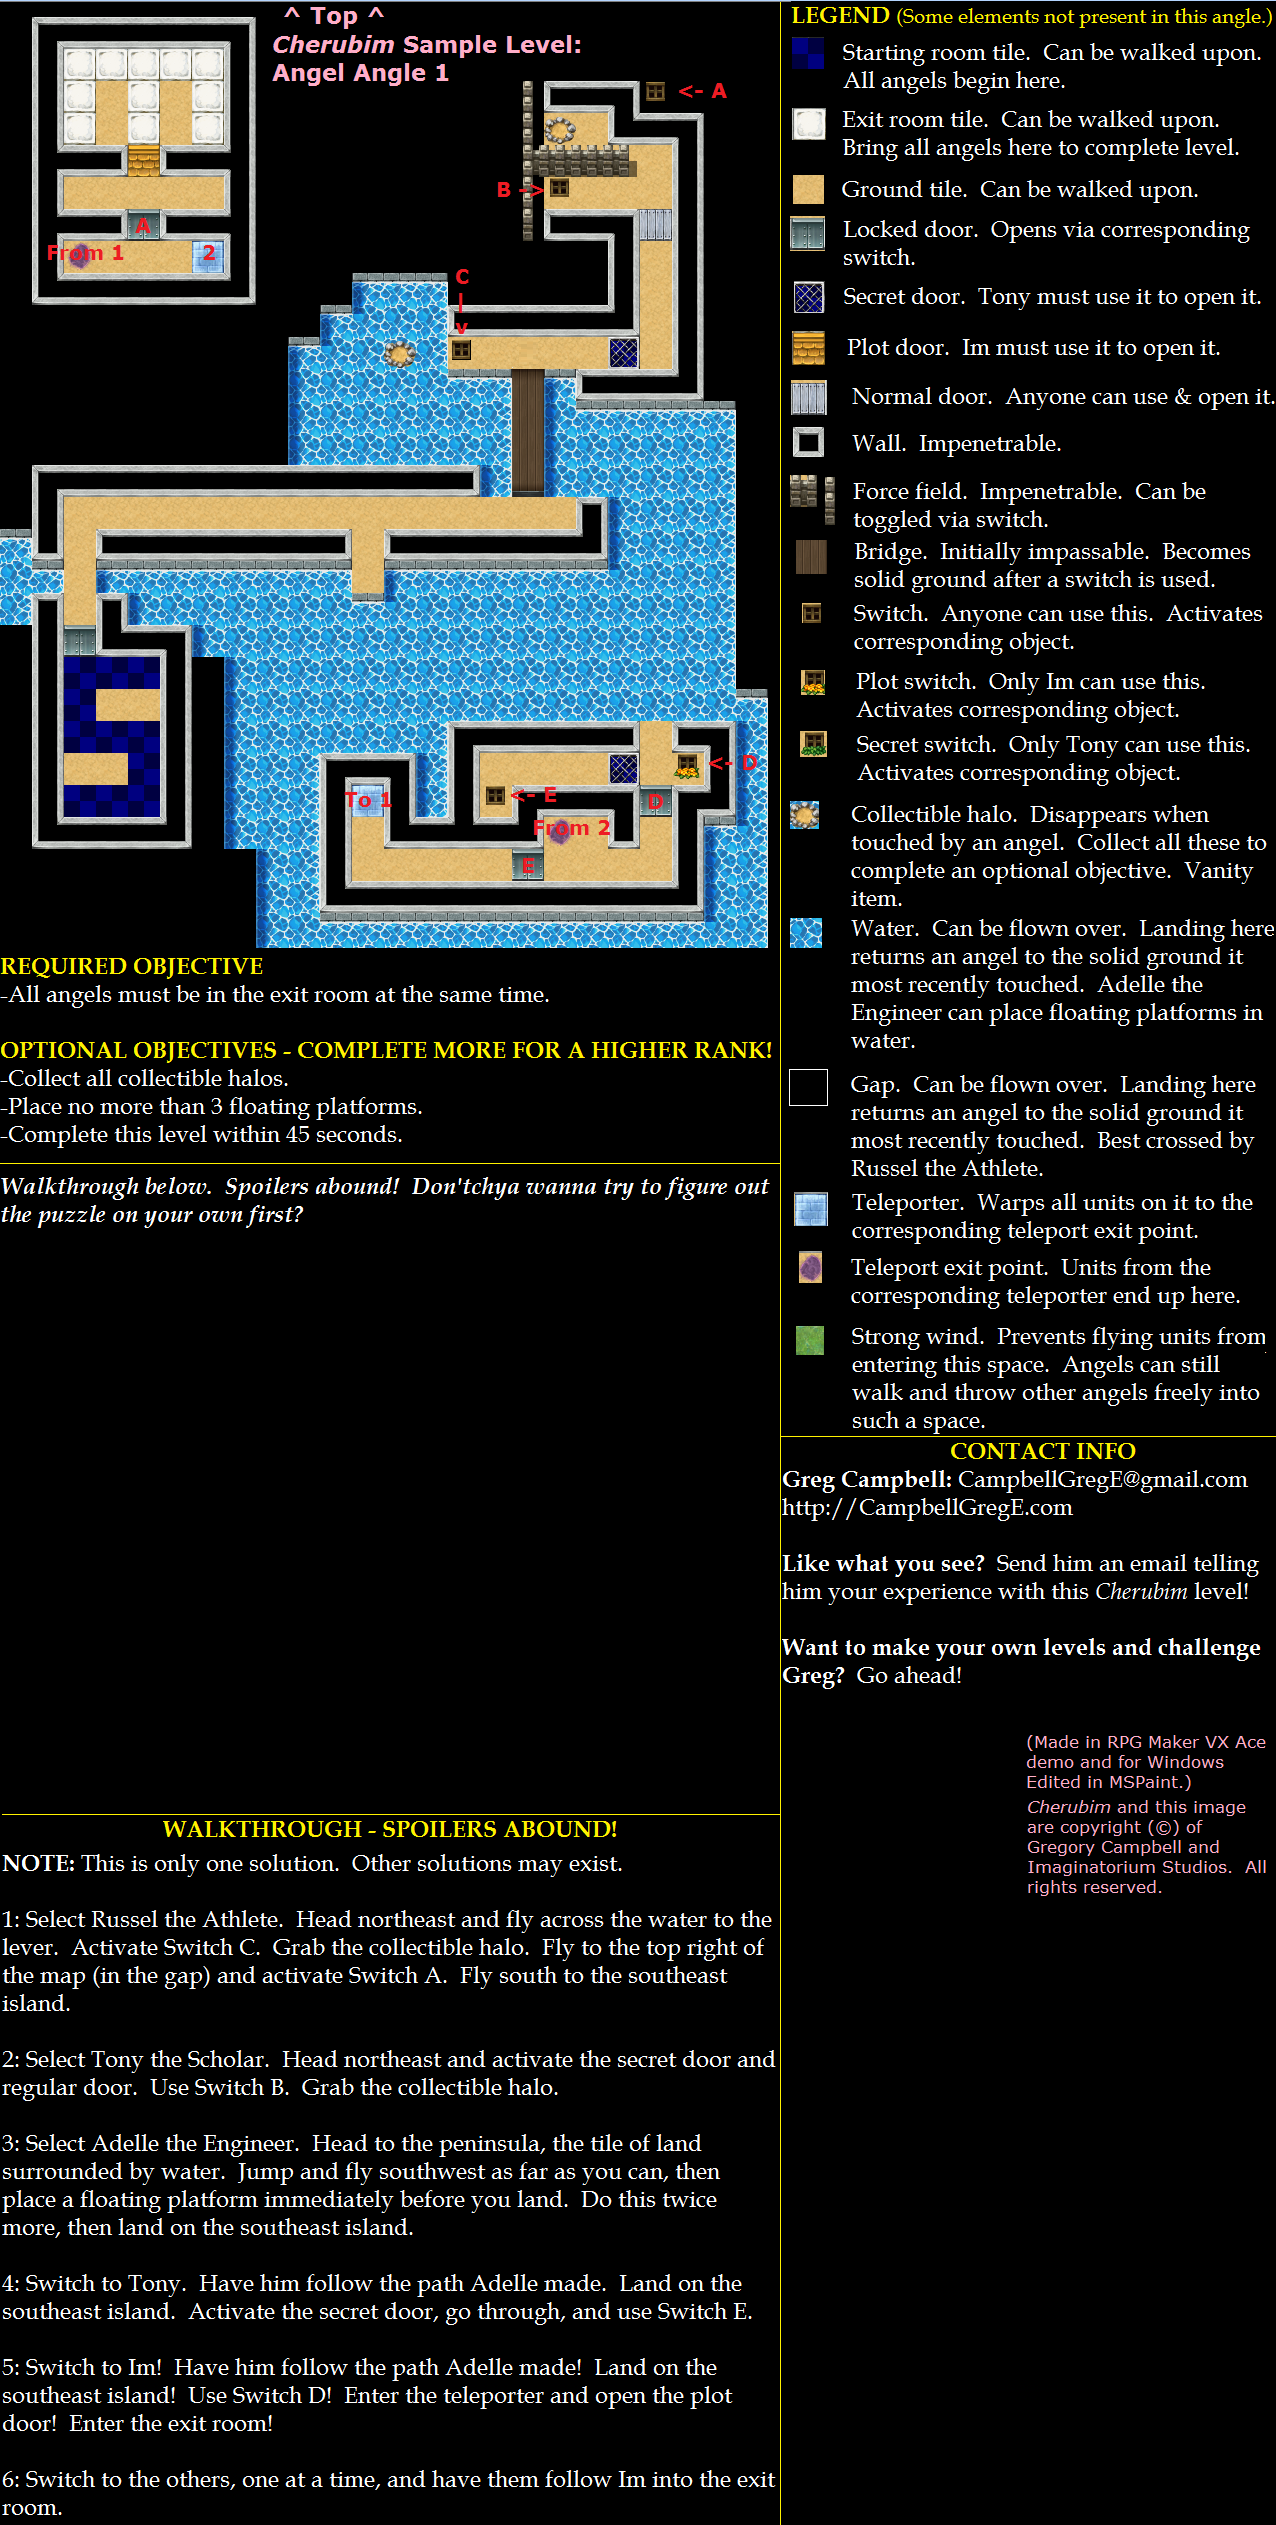 ^ Top ^
Cherubim Sample Level:
Angel Angle 1
<- A
B ->
A
From 1
2
C
|
v
<- D
To 1
<- E
D
From 2
E
REQUIRED OBJECTIVE
-All angels must be in the exit room at the same time.
OPTIONAL OBJECTIVES - COMPLETE MORE FOR A HIGHER RANK!
-Collect all collectible halos.
-Place no more than 3 floating platforms.
-Complete this level within 45 seconds.
Walkthrough below.  Spoilers abound!  Don'tchya wanna try to figure out
the puzzle on your own first?
WALKTHROUGH - SPOILERS ABOUND!
NOTE: This is only one solution.  Other solutions may exist.
1: Select Russel the Athlete.  Head northeast and fly across the water to the
lever.  Activate Switch C.  Grab the collectible halo.  Fly to the top right of
the map (in the gap) and activate Switch A.  Fly south to the southeast
island.
2: Select Tony the Scholar.  Head northeast and activate the secret door and
regular door.  Use Switch B.  Grab the collectible halo.
3: Select Adelle the Engineer.  Head to the peninsula, the tile of land
surrounded by water.  Jump and fly southwest as far as you can, then
place a floating platform immediately before you land.  Do this twice
more, then land on the southeast island.
4: Switch to Tony.  Have him follow the path Adelle made.  Land on the
southeast island.  Activate the secret door, go through, and use Switch E.
5: Switch to Im!  Have him follow the path Adelle made!  Land on the
southeast island!  Use Switch D!  Enter the teleporter and open the plot
door!  Enter the exit room!
6: Switch to the others, one at a time, and have them follow Im into the exit
room.
LEGEND (Some elements not present in this angle.)
Starting room tile.  Can be walked upon.
All angels begin here.
Exit room tile.  Can be walked upon.
Bring all angels here to complete level.
Ground tile.  Can be walked upon.
Locked door.  Opens via corresponding
switch.
Secret door.  Tony must use it to open it.
Plot door.  Im must use it to open it.
Normal door.  Anyone can use & open it.
Wall.  Impenetrable.
Force field.  Impenetrable.  Can be
toggled via switch.
Bridge.  Initially impassable.  Becomes
solid ground after a switch is used.
Switch.  Anyone can use this.  Activates
corresponding object.
Plot switch.  Only Im can use this.
Activates corresponding object.
Secret switch.  Only Tony can use this.
Activates corresponding object.
Collectible halo.  Disappears when
touched by an angel.  Collect all these to
complete an optional objective.  Vanity
item.
Water.  Can be flown over.  Landing here
returns an angel to the solid ground it
most recently touched.  Adelle the
Engineer can place floating platforms in
water.
Gap.  Can be flown over.  Landing here
returns an angel to the solid ground it
most recently touched.  Best crossed by
Russel the Athlete.
Teleporter.  Warps all units on it to the
corresponding teleport exit point.
Teleport exit point.  Units from the
corresponding teleporter end up here.
Strong wind.  Prevents flying units from
entering this space.  Angels can still
walk and throw other angels freely into
such a space.
CONTACT INFO
Greg Campbell: CampbellGregE@gmail.com
http://CampbellGregE.com
Like what you see?  Send him an email telling
him your experience with this Cherubim level!
Want to make your own levels and challenge
Greg?  Go ahead!
(Made in RPG Maker VX Ace
demo and for Windows
Edited in MSPaint.)
Cherubim and this image
are copyright (©) of
Gregory Campbell and
Imaginatorium Studios.  All
rights reserved.